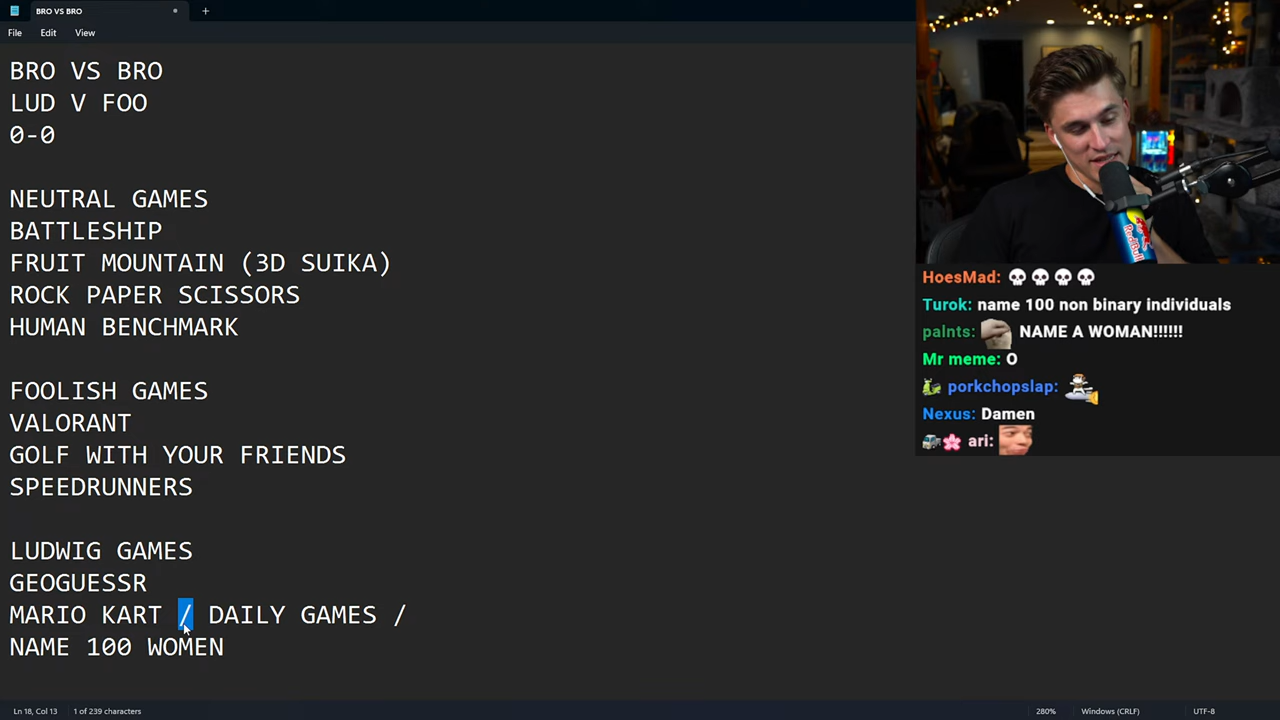 BRO VS BRO
File Edit View
BRO VS BRO
LUD V FOO
0-0
NEUTRAL GAMES
BATTLESHIP
FRUIT MOUNTAIN (3D SUIKA)
ROCK PAPER SCISSORS
HUMAN BENCHMARK
FOOLISH GAMES
VALORANT
GOLF WITH YOUR FRIENDS
SPEEDRUNNERS
LUDWIG GAMES
GEOGUESSR
MARIO KART / DAILY GAMES /
NAME 100 WOMEN
Ln 18, Col 13 1 of 239 characters 280% Windows (CRLF) UTF-8
Red Bull
HoesMad:
Turok: name 100 non binary individuals
palnts: NAME A WOMAN!!!!!!
Mr meme: O
porkchopslap:
Nexus: Damen
ari: